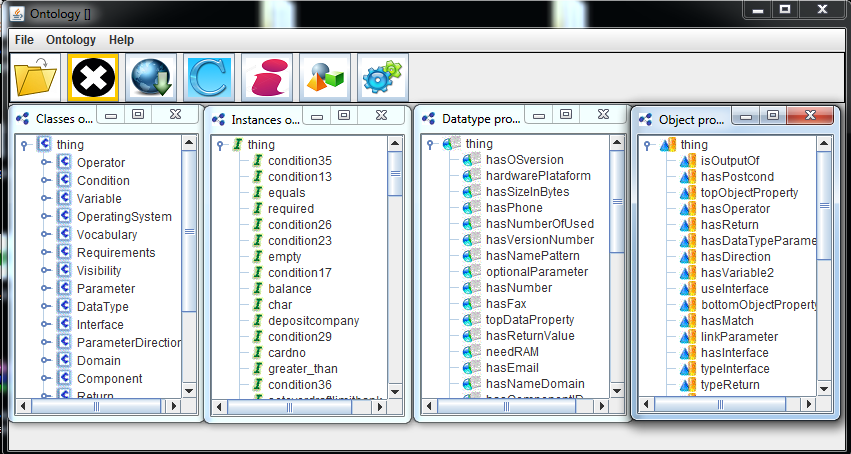 Ontology []
File Ontology Help
Classes o...
thing
Operator
Condition
Variable
OperatingSystem
Vocabulary
Requirements
Visibility
Parameter
DataType
Interface
ParameterDirection
Domain
Component
Return
Instances o...
thing
condition35
condition13
equals
required
condition26
condition23
empty
condition17
balance
char
depositcompany
condition29
cardno
greater_than
condition36
Datatype pro...
thing
hasOSversion
hardwarePlataform
hasSizeInBytes
hasPhone
hasNumberOfUsed
hasVersionNumber
hasNamePattern
optionalParameter
hasNumber
hasFax
topDataProperty
hasReturnValue
needRAM
hasEmail
hasNameDomain
hasComponentID
Object pro...
thing
isOutputOf
hasPostcond
topObjectProperty
hasOperator
hasReturn
hasDataTypeParame
hasDirection
hasVariable2
useInterface
bottomObjectProperty
hasMatch
linkParameter
hasInterface
typeInterface
typeReturn